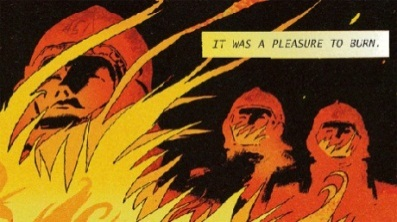 IT WAS A PLEASURE TO BURN.